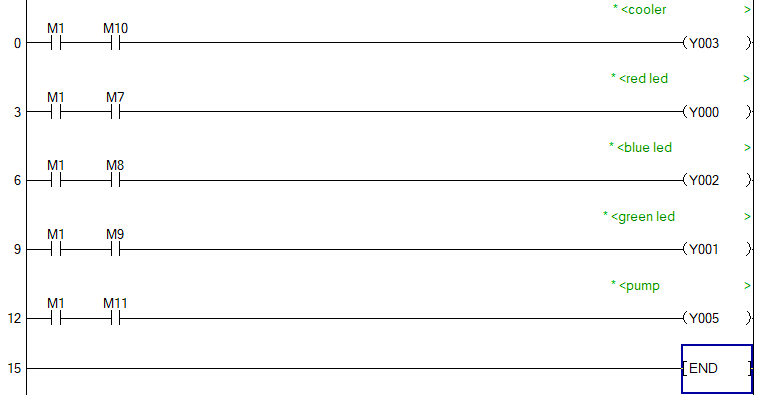 * <cooler >
M1 M10
0 (Y003 )
* <red led >
M1 M7
3 (Y000 )
* <blue led >
M1 M8
6 (Y002 )
* <green led >
M1 M9
9 (Y001 )
* <pump >
M1 M11
12 (Y005 )
15 [END ]